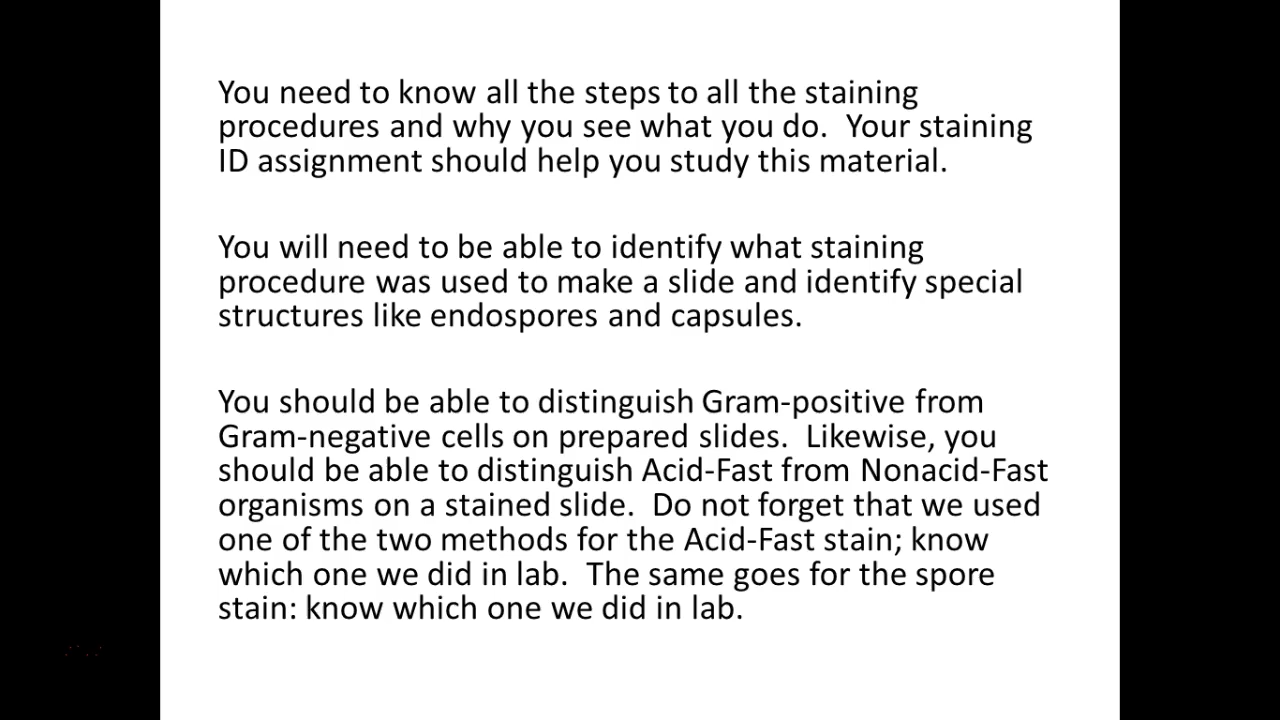 You need to know all the steps to all the staining
procedures and why you see what you do.  Your staining
ID assignment should help you study this material.
You will need to be able to identify what staining
procedure was used to make a slide and identify special
structures like endospores and capsules.
You should be able to distinguish Gram-positive from
Gram-negative cells on prepared slides.  Likewise, you
should be able to distinguish Acid-Fast from Nonacid-Fast
organisms on a stained slide.  Do not forget that we used
one of the two methods for the Acid-Fast stain; know
which one we did in lab.  The same goes for the spore
stain: know which one we did in lab.